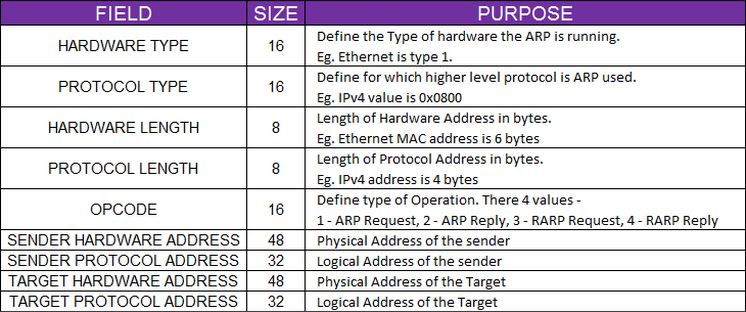 FIELD SIZE PURPOSE
HARDWARE TYPE 16 Define the Type of hardware the ARP is running.
Eg. Ethernet is type 1.
PROTOCOL TYPE 16 Define for which higher level protocol is ARP used.
Eg. IPv4 value is 0x0800
HARDWARE LENGTH 8 Length of Hardware Address in bytes.
Eg. Ethernet MAC address is 6 bytes
PROTOCOL LENGTH 8 Length of Protocol Address in bytes.
Eg. IPv4 address is 4 bytes
OPCODE 16 Define type of Operation. There 4 values -
1 - ARP Request, 2 - ARP Reply, 3 - RARP Request, 4 - RARP Reply
SENDER HARDWARE ADDRESS 48 Physical Address of the sender
SENDER PROTOCOL ADDRESS 32 Logical Address of the sender
TARGET HARDWARE ADDRESS 48 Physical Address of the Target
TARGET PROTOCOL ADDRESS 32 Logical Address of the Target